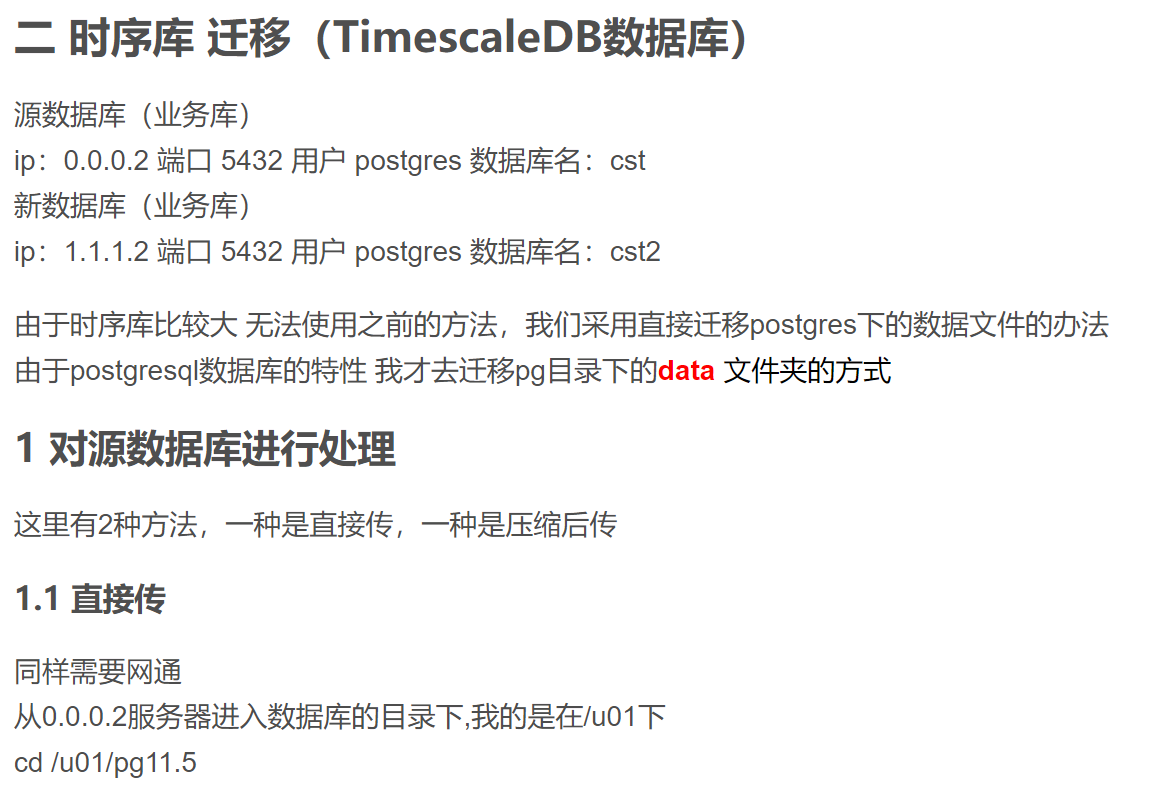 二 时序库 迁移（TimescaleDB数据库）
源数据库（业务库）
ip：0.0.0.2 端口 5432 用户 postgres 数据库名：cst
新数据库（业务库）
ip：1.1.1.2 端口 5432 用户 postgres 数据库名：cst2
由于时序库比较大 无法使用之前的方法，我们采用直接迁移postgres下的数据文件的办法
由于postgresql数据库的特性 我才去迁移pg目录下的data 文件夹的方式
1 对源数据库进行处理
这里有2种方法，一种是直接传，一种是压缩后传
1.1 直接传
同样需要网通
从0.0.0.2服务器进入数据库的目录下,我的是在/u01下
cd /u01/pg11.5